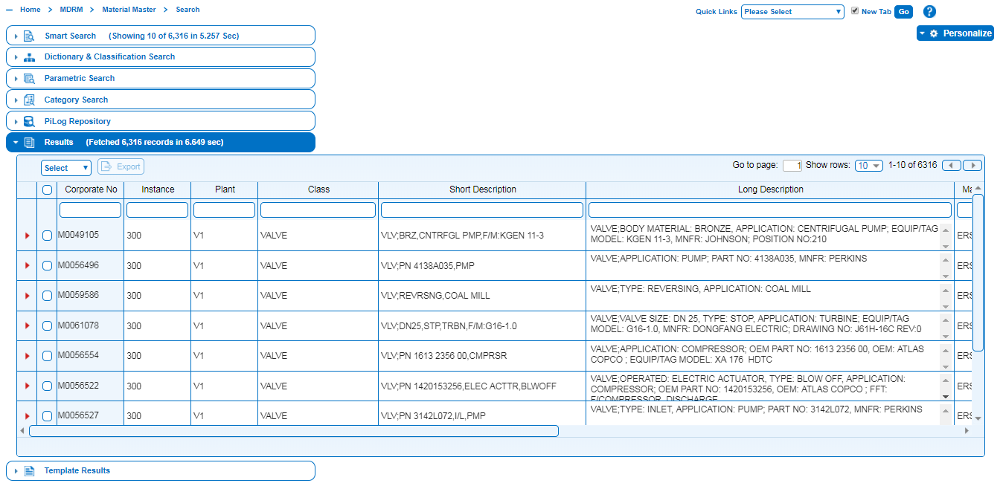 Home > MDRM > Material Master > Search
Quick Links Please Select New Tab Go ?
Personalize
Smart Search (Showing 10 of 6,316 in 5.257 Sec)
Dictionary & Classification Search
Parametric Search
Category Search
PiLog Repository
Results (Fetched 6,316 records in 6.649 sec)
Select Export Go to page: 1 Show rows: 10 1-10 of 6316
Corporate No Instance Plant Class Short Description Long Description
M0049105 300 V1 VALVE VLV;BRZ,CNTRFGL PMP,F/M:KGEN 11-3 VALVE;BODY MATERIAL: BRONZE, APPLICATION: CENTRIFUGAL PUMP; EQUIP/TAG
MODEL: KGEN 11-3, MNFR: JOHNSON; POSITION NO:210
M0056496 300 V1 VALVE VLV;PN 4138A035,PMP VALVE;APPLICATION: PUMP; PART NO: 4138A035, MNFR: PERKINS
M0059586 300 V1 VALVE VLV;REVRSNG,COAL MILL VALVE;TYPE: REVERSING, APPLICATION: COAL MILL
M0061078 300 V1 VALVE VLV;DN25,STP,TRBN,F/M:G16-1.0 VALVE;VALVE SIZE: DN 25, TYPE: STOP, APPLICATION: TURBINE; EQUIP/TAG
MODEL: G16-1.0, MNFR: DONGFANG ELECTRIC; DRAWING NO: J61H-16C REV:0
M0056554 300 V1 VALVE VLV;PN 1613 2356 00,CMPRSR VALVE;APPLICATION: COMPRESSOR; OEM PART NO: 1613 2356 00, OEM: ATLAS
COPCO ; EQUIP/TAG MODEL: XA 176 HDTC
M0056522 300 V1 VALVE VLV;PN 1420153256,ELEC ACTTR,BLWOFF VALVE;OPERATED: ELECTRIC ACTUATOR, TYPE: BLOW OFF, APPLICATION:
COMPRESSOR; OEM PART NO: 1420153256, OEM: ATLAS COPCO ; FFT:
F/COMPRESSOR, DISCHARGE
M0056527 300 V1 VALVE VLV;PN 3142L072,I/L,PMP VALVE;TYPE: INLET, APPLICATION: PUMP; PART NO: 3142L072, MNFR: PERKINS
Template Results